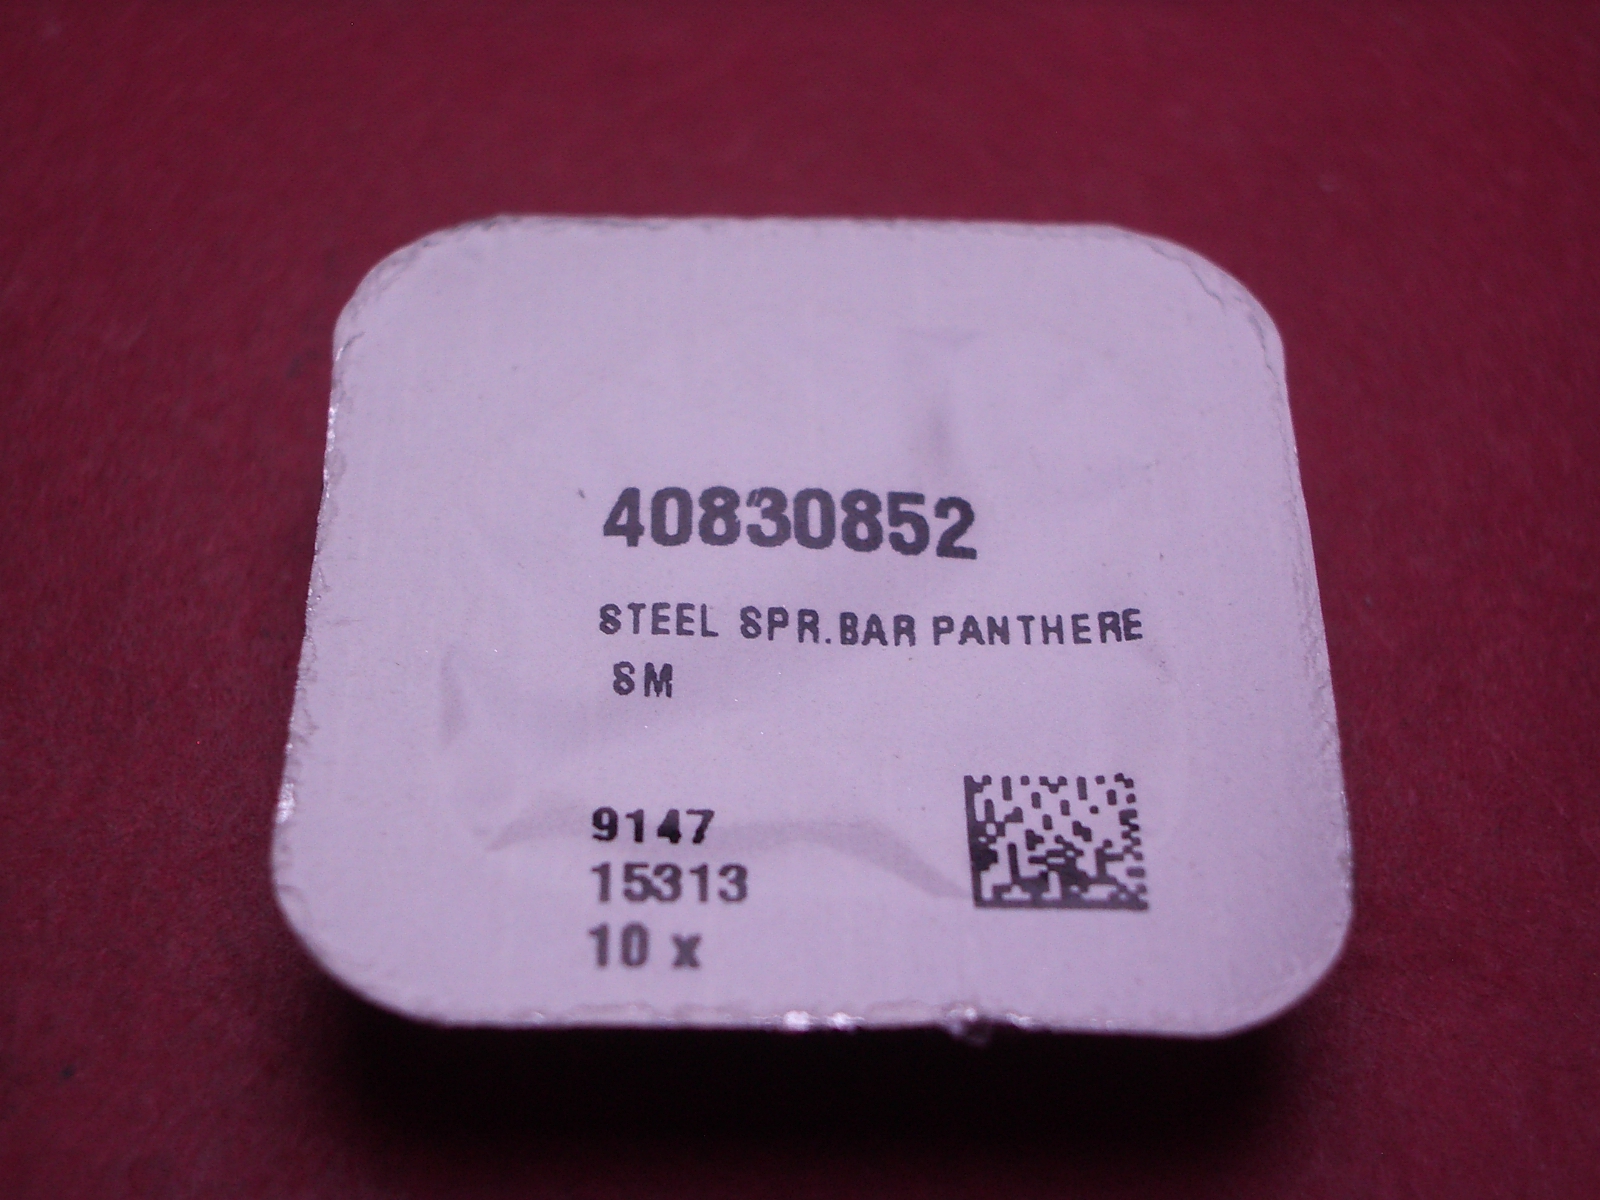 40830852
STEEL SPR.BAR PANTHERE
SM
9147
15313
10 x